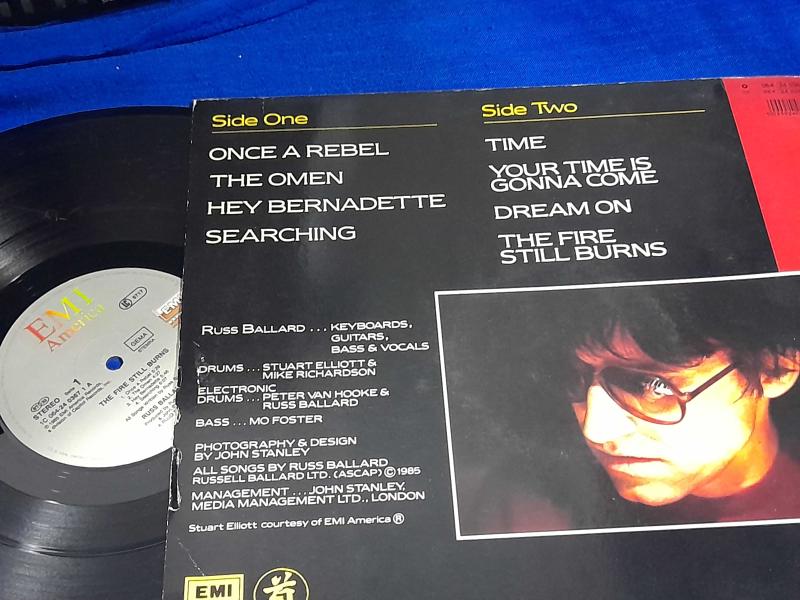 Side One
ONCE A REBEL
THE OMEN
HEY BERNADETTE
SEARCHING
Side Two
TIME
YOUR TIME IS
GONNA COME
DREAM ON
THE FIRE
STILL BURNS
RUSS BALLARD ... KEYBOARDS,
GUITARS,
BASS & VOCALS
DRUMS ... STUART ELLIOTT &
MIKE RICHARDSON
ELECTRONIC
DRUMS ... PETER VAN HOOKE &
RUSS BALLARD
BASS ... MO FOSTER
PHOTOGRAPHY & DESIGN
BY JOHN STANLEY
ALL SONGS BY RUSS BALLARD
RUSSELL BALLARD LTD. (ASCAP) © 1985
MANAGEMENT ... JOHN STANLEY,
MEDIA MANAGEMENT LTD., LONDON
Stuart Elliott courtesy of EMI America ®
EMI
EMI
America
GEMA
STEREO
1
THE FIRE STILL BURNS